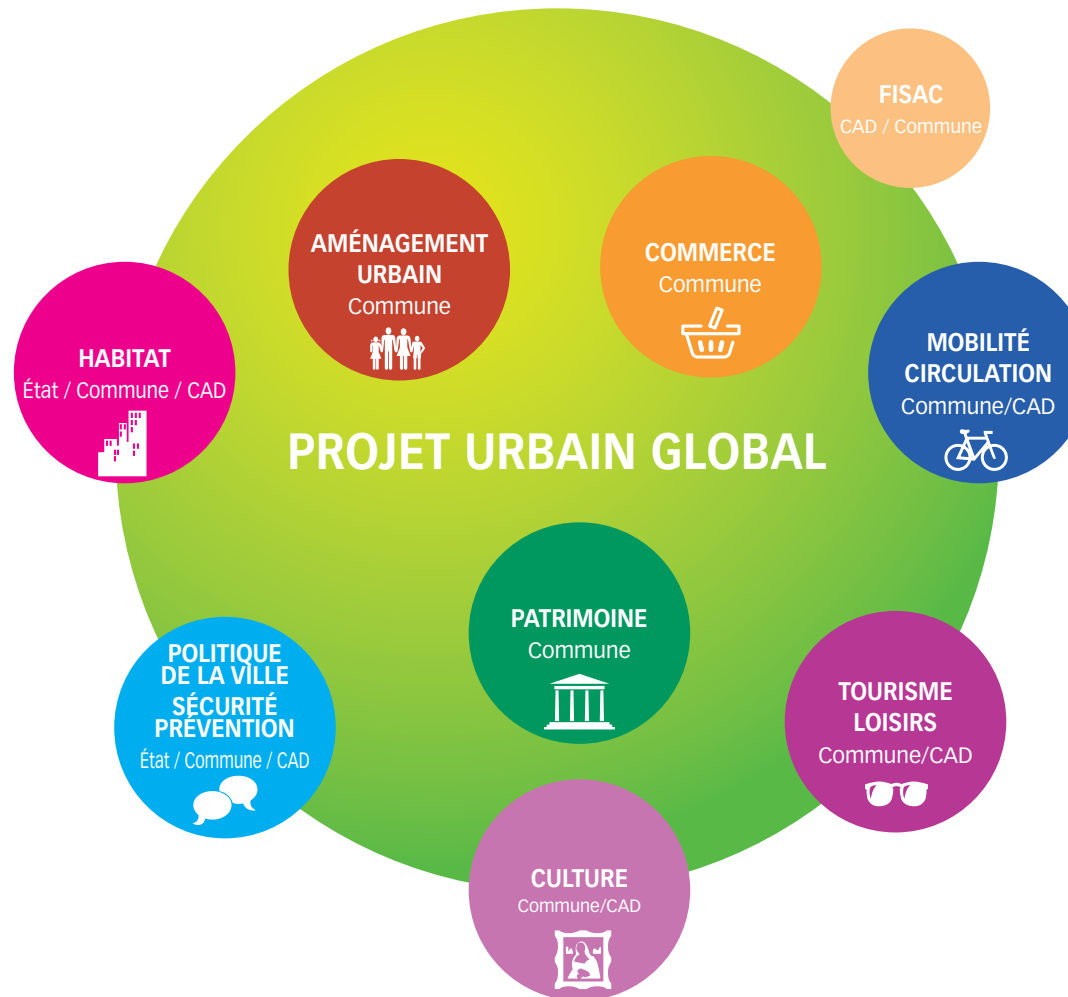 FISAC
CAD / Commune
AMÉNAGEMENT
URBAIN
Commune
COMMERCE
Commune
HABITAT
État / Commune / CAD
MOBILITÉ
CIRCULATION
Commune/CAD
PROJET URBAIN GLOBAL
PATRIMOINE
Commune
POLITIQUE
DE LA VILLE
SÉCURITÉ
PRÉVENTION
État / Commune / CAD
TOURISME
LOISIRS
Commune/CAD
CULTURE
Commune/CAD